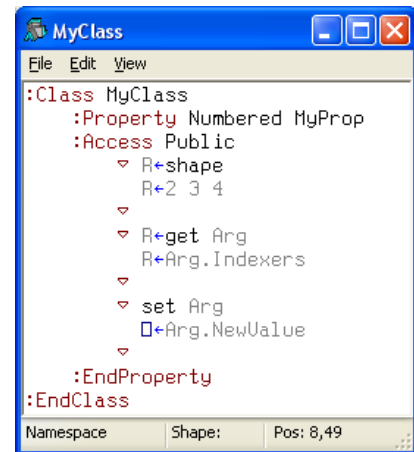 MyClass
File Edit View
:Class MyClass
:Property Numbered MyProp
:Access Public
▽ R←shape
R←2 3 4
▽
▽ R←get Arg
R←Arg.Indexers
▽
▽ set Arg
⎕←Arg.NewValue
▽
:EndProperty
:EndClass
Namespace Shape: Pos: 8,49